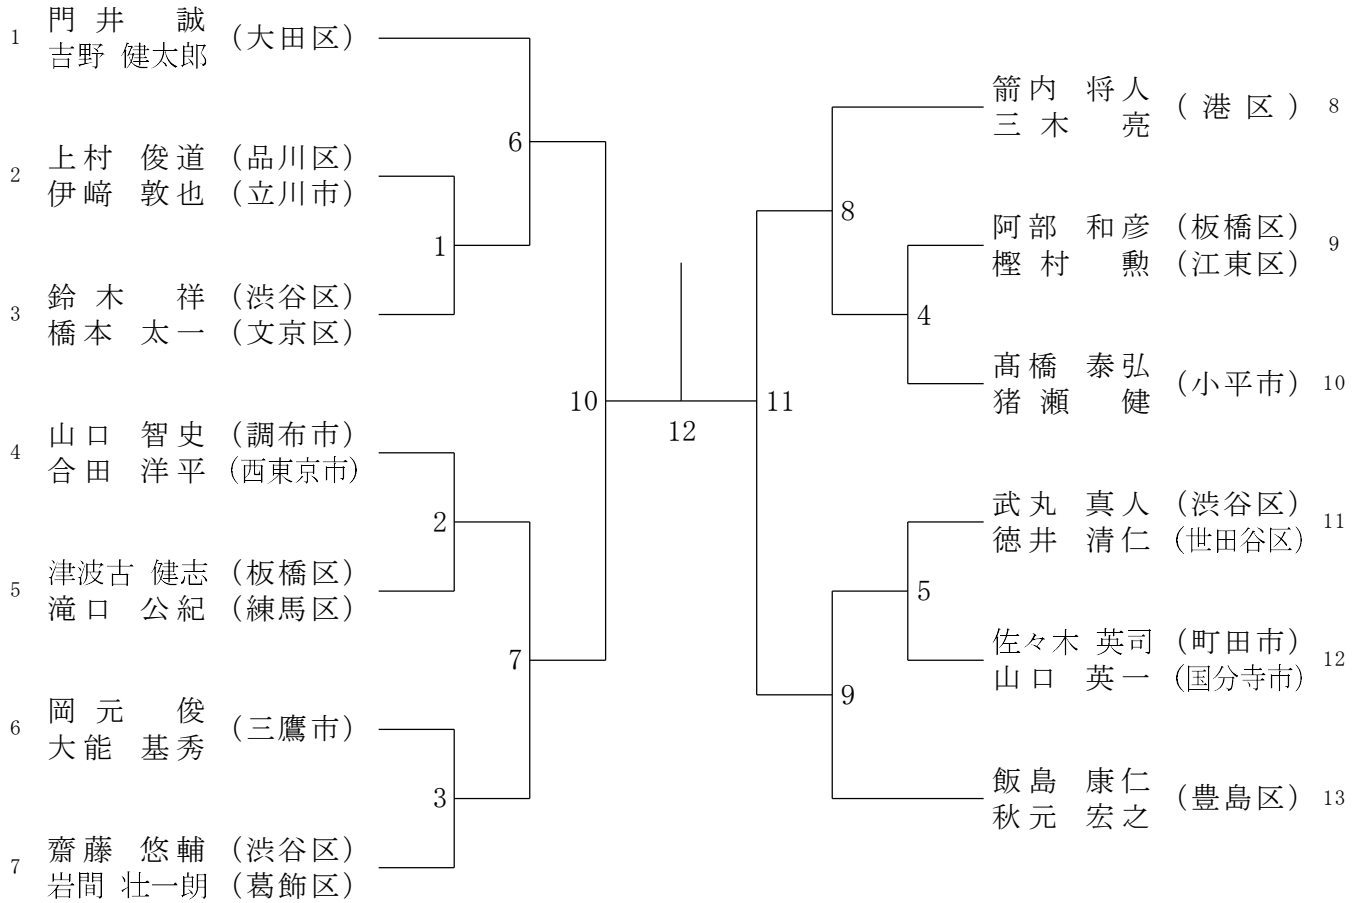 1 門井 誠 (大田区)
吉野 健太郎
2 上村 俊道 (品川区)
伊﨑 敦也 (立川市)
1
3 鈴木 祥 (渋谷区)
橋本 太一 (文京区)
6
4 山口 智史 (調布市)
合田 洋平 (西東京市)
2
5 津波古 健志 (板橋区)
滝口 公紀 (練馬区)
7
6 岡元 俊 (三鷹市)
大能 基秀
3
7 齋藤 悠輔 (渋谷区)
岩間 壮一朗 (葛飾区)
10
12
11
箭内 将人 (港区) 8
三木 亮
8
阿部 和彦 (板橋区) 9
樫村 勲 (江東区)
4
髙橋 泰弘 (小平市) 10
猪瀬 健
武丸 真人 (渋谷区) 11
徳井 清仁 (世田谷区)
5
佐々木 英司 (町田市) 12
山口 英一 (国分寺市)
9
飯島 康仁 (豊島区) 13
秋元 宏之